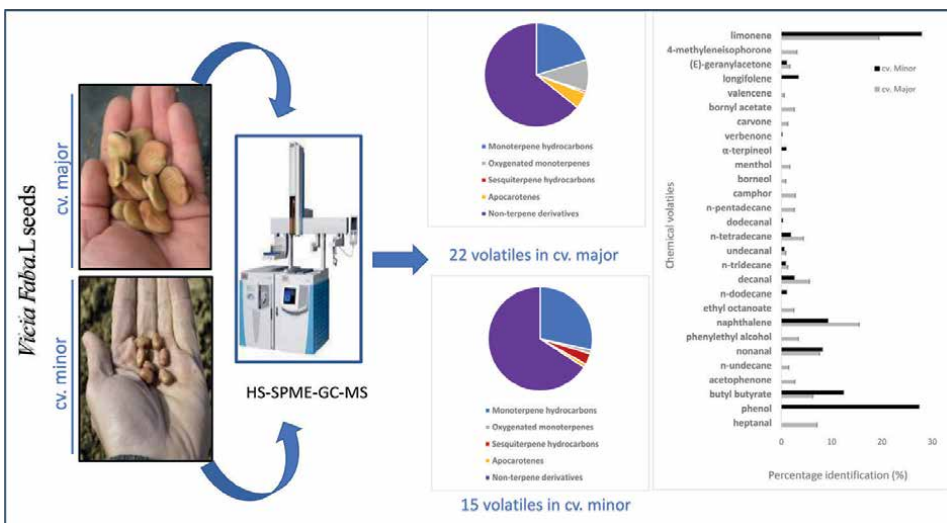 Vicia Faba.L seeds
cv. major
cv. minor
HS-SPME-GC-MS
Monoterpene hydrocarbons
Oxygenated monoterpenes
Sesquiterpene hydrocarbons
Apocarotenes
Non-terpene derivatives
22 volatiles in cv. major
Monoterpene hydrocarbons
Oxygenated monoterpenes
Sesquiterpene hydrocarbons
Apocarotenes
Non-terpene derivatives
15 volatiles in cv. minor
Chemical volatiles
limonene
4-methyleneisophorone
(E)-geranylacetone
longifolene
valencene
bornyl acetate
carvone
verbenone
α-terpineol
menthol
borneol
camphor
n-pentadecane
dodecanal
n-tetradecane
undecanal
n-tridecane
decanal
n-dodecane
ethyl octanoate
naphthalene
phenylethyl alcohol
nonanal
n-undecane
acetophenone
butyl butyrate
phenol
heptanal
cv. Minor
cv. Major
0 10 20 30
Percentage identification (%)